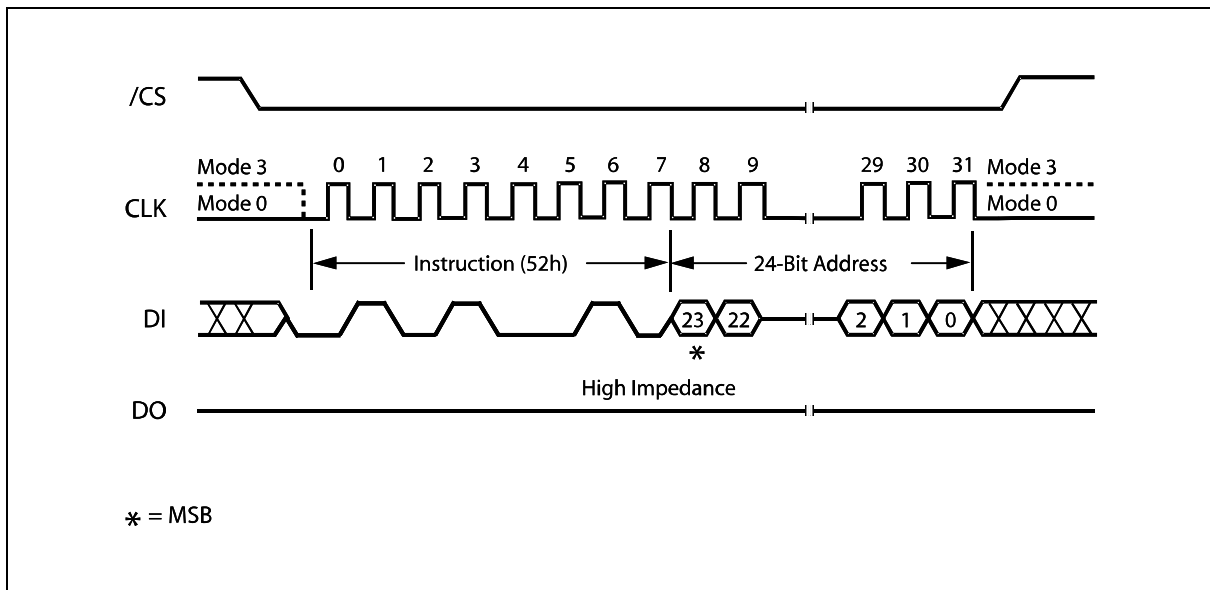 /CS
Mode 3 0 1 2 3 4 5 6 7 8 9 29 30 31 Mode 3
CLK Mode 0 Mode 0
Instruction (52h) 24-Bit Address
DI 23 22 2 1 0
*
High Impedance
DO
* = MSB